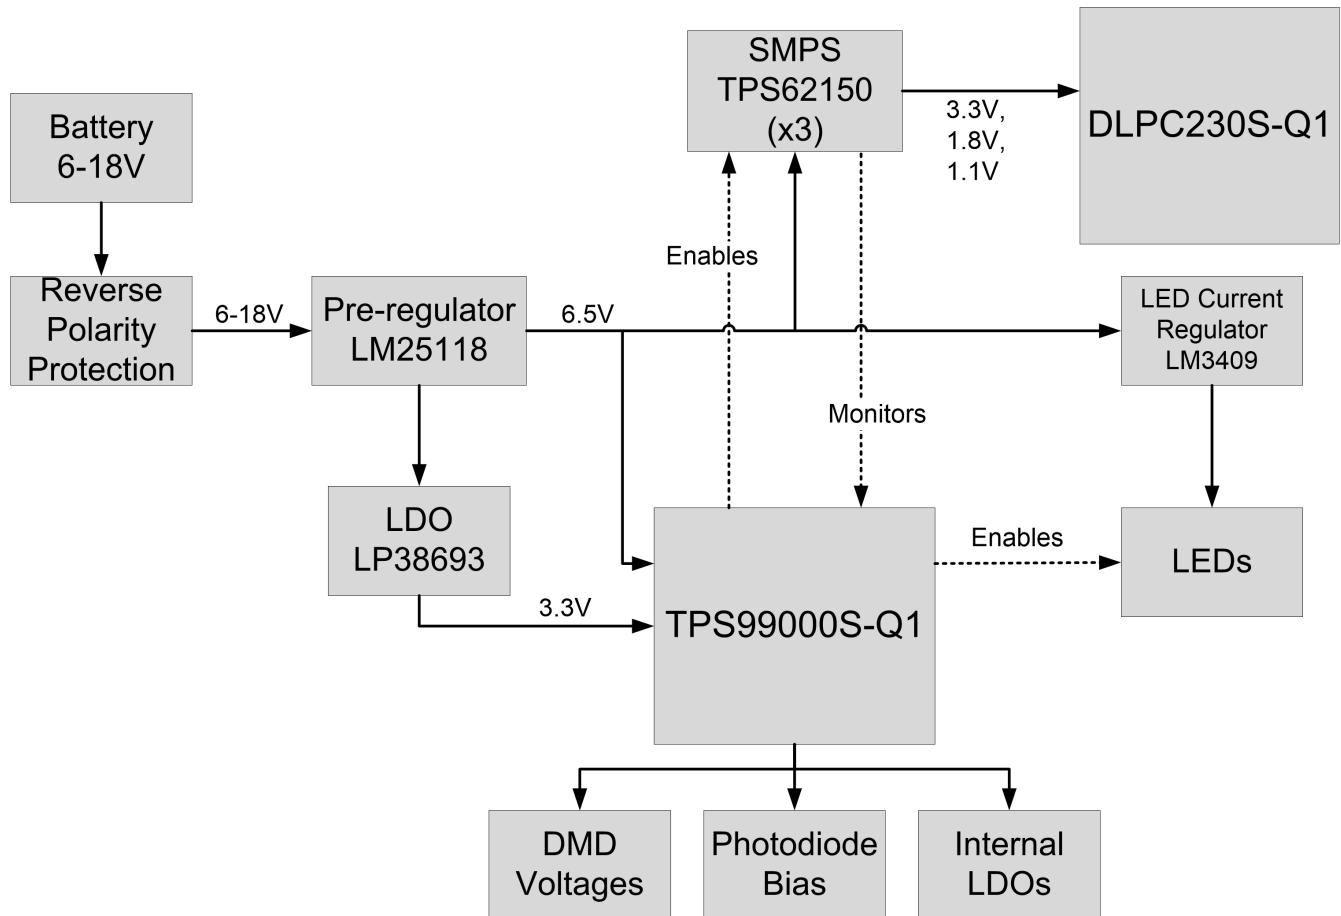 SMPS
TPS62150
(x3)
3.3V,
1.8V,
1.1V
DLPC230S-Q1
Battery
6-18V
Enables
Reverse
Polarity
Protection
6-18V
Pre-regulator
LM25118
6.5V
LED Current
Regulator
LM3409
Monitors
LDO
LP38693
3.3V
TPS99000S-Q1
Enables
LEDs
DMD
Voltages
Photodiode
Bias
Internal
LDOs